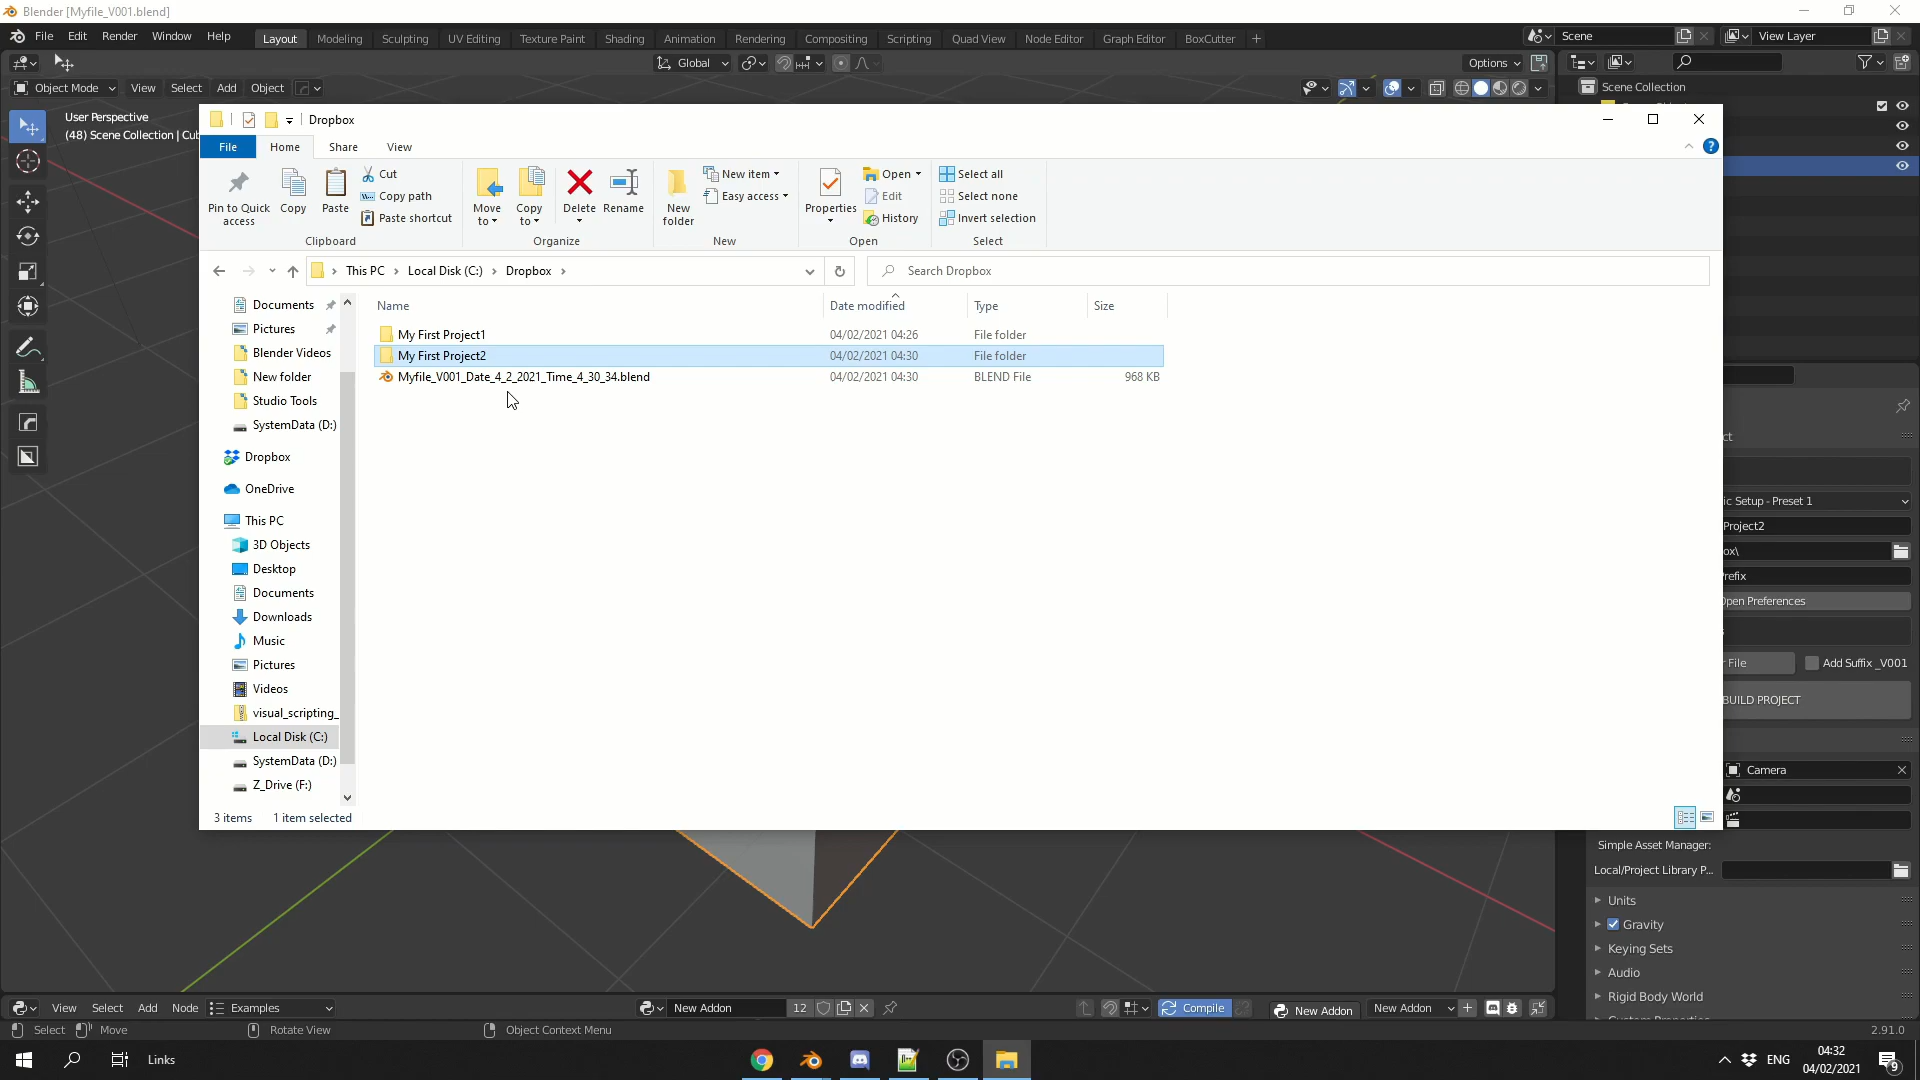 Blender [Myfile_V001.blend]
File Edit Render Window Help Layout Modeling Sculpting UV Editing Texture Paint Shading Animation Rendering Compositing Scripting Quad View Node Editor Graph Editor BoxCutter + Scene View Layer
Global Options
Object Mode View Select Add Object Scene Collection
User Perspective
(48) Scene Collection | Cu
Dropbox
File Home Share View
Pin to Quick access
Copy
Paste
Cut
Copy path
Paste shortcut
Clipboard
Move to
Copy to
Delete
Rename
Organize
New folder
New item
Easy access
New
Properties
Open
Edit
History
Open
Select all
Select none
Invert selection
Select
This PC › Local Disk (C:) › Dropbox ›
Search Dropbox
Name Date modified Type Size
My First Project1 04/02/2021 04:26 File folder
My First Project2 04/02/2021 04:30 File folder
Myfile_V001_Date_4_2_2021_Time_4_30_34.blend 04/02/2021 04:30 BLEND File 968 KB
Documents
Pictures
Blender Videos
New folder
Studio Tools
SystemData (D:)
Dropbox
OneDrive
This PC
3D Objects
Desktop
Documents
Downloads
Music
Pictures
Videos
visual_scripting_
Local Disk (C:)
SystemData (D:)
Z_Drive (F:)
3 items 1 item selected
ct
ic Setup - Preset 1
Project2
ox\
Prefix
Open Preferences
File Add Suffix _V001
BUILD PROJECT
Camera
Simple Asset Manager:
Local/Project Library P...
Units
Gravity
Keying Sets
Audio
Rigid Body World
View Select Add Node Examples New Addon 12 Compile New Addon New Addon
Select Move Rotate View Object Context Menu 2.91.0
Links ENG 04:32
04/02/2021 9